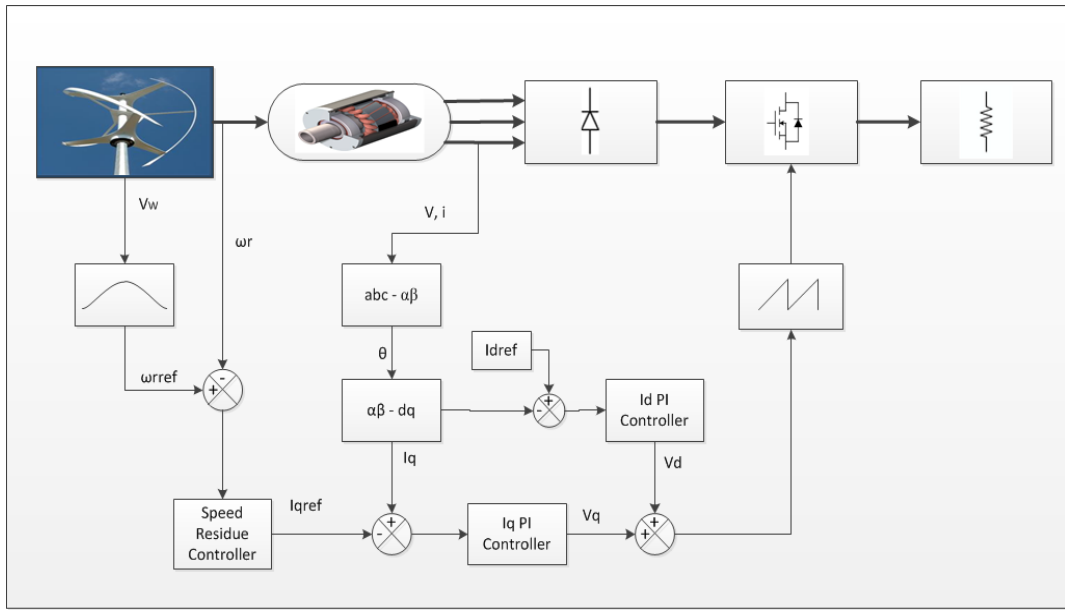 Vw
ωr
V, i
abc - αβ
θ
Idref
ωrref
-
+
αβ - dq
-
+
Id PI
Controller
Iq
Vd
Speed
Residue
Controller
Iqref
+
-
Iq PI
Controller
Vq
+
+